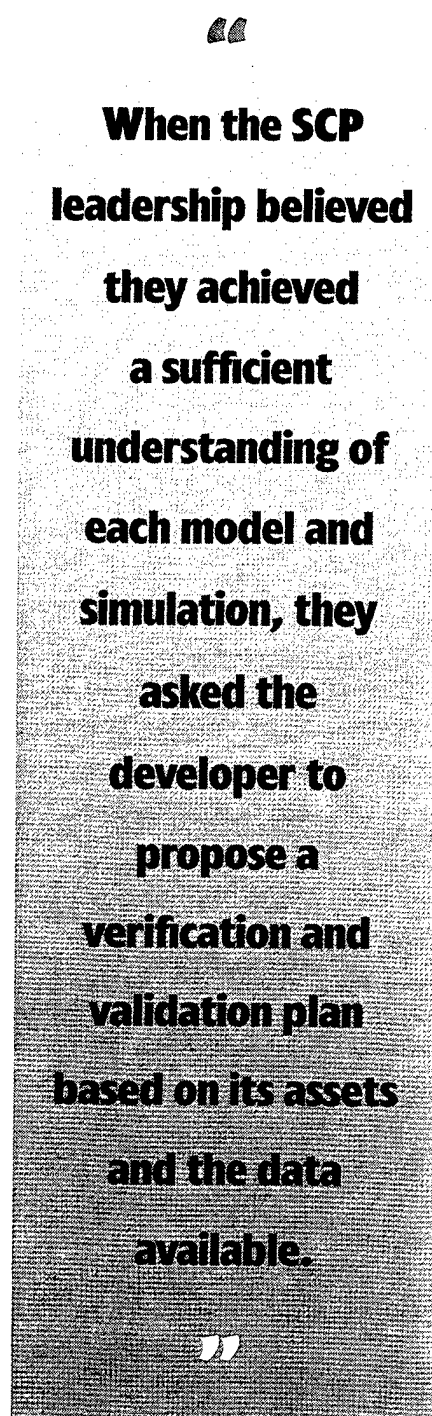 “
When the SCP
leadership believed
they achieved
a sufficient
understanding of
each model and
simulation, they
asked the
developer to
propose a
verification and
validation plan
based on its assets
and the data
available.
”